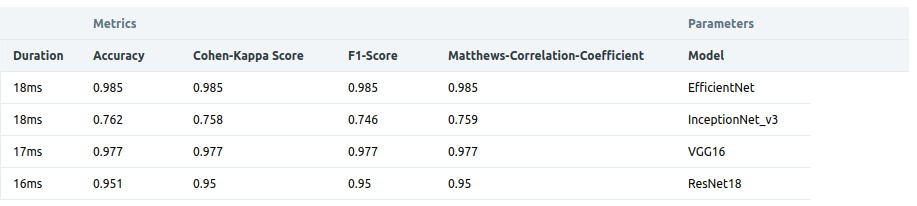 Metrics Parameters
Duration Accuracy Cohen-Kappa Score F1-Score Matthews-Correlation-Coefficient Model
18ms 0.985 0.985 0.985 0.985 EfficientNet
18ms 0.762 0.758 0.746 0.759 InceptionNet_v3
17ms 0.977 0.977 0.977 0.977 VGG16
16ms 0.951 0.95 0.95 0.95 ResNet18